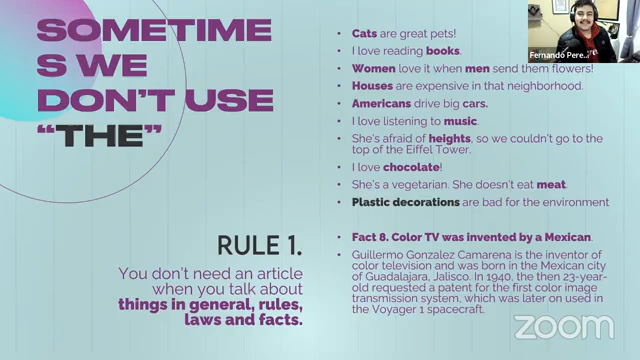 SOMETIME
S WE
DON'T USE
“THE”
RULE 1.
You don't need an article
when you talk about
things in general, rules,
laws and facts.
• Cats are great pets!
• I love reading books.
• Women love it when men send them flowers!
• Houses are expensive in that neighborhood.
• Americans drive big cars.
• I love listening to music.
• She's afraid of heights, so we couldn't go to the
top of the Eiffel Tower.
• I love chocolate!
• She's a vegetarian. She doesn't eat meat.
• Plastic decorations are bad for the environment
• Fact 8. Color TV was invented by a Mexican.
• Guillermo Gonzalez Camarena is the inventor of
color television and was born in the Mexican city
of Guadalajara, Jalisco. In 1940, the then 23-year-
old requested a patent for the first color image
transmission system, which was later on used in
the Voyager 1 spacecraft.
Fernando Pere...
zoom